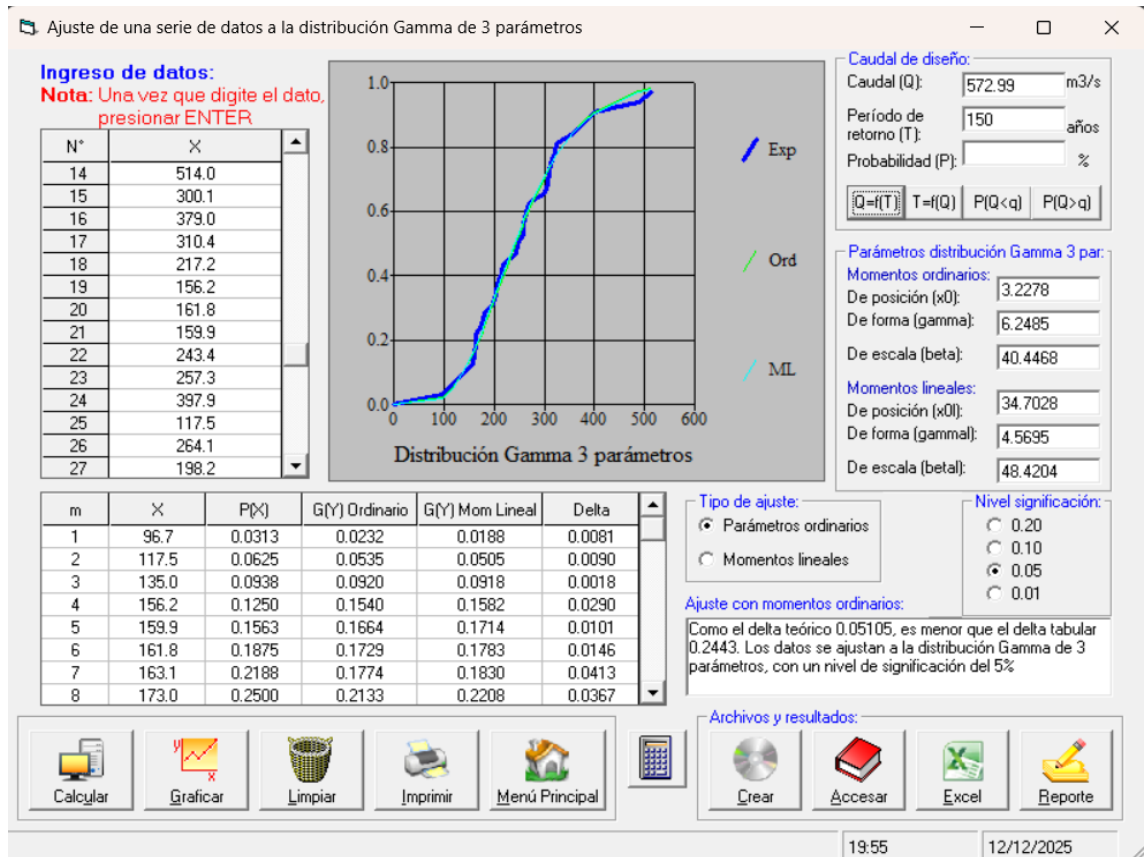 Ajuste de una serie de datos a la distribución Gamma de 3 parámetros
Ingreso de datos:
Nota: Una vez que digite el dato,
presionar ENTER
N° X
14 514.0
15 300.1
16 379.0
17 310.4
18 217.2
19 156.2
20 161.8
21 159.9
22 243.4
23 257.3
24 397.9
25 117.5
26 264.1
27 198.2
1.0
0.8
0.6
0.4
0.2
0.0
0 100 200 300 400 500 600
Exp
Ord
ML
Distribución Gamma 3 parámetros
Caudal de diseño:
Caudal (Q): 572.99 m3/s
Período de
retorno (T): 150 años
Probabilidad (P): %
Q=f(T) T=f(Q) P(Q<q) P(Q>q)
Parámetros distribución Gamma 3 par:
Momentos ordinarios:
De posición (x0): 3.2278
De forma (gamma): 6.2485
De escala (beta): 40.4468
Momentos lineales:
De posición (x0l): 34.7028
De forma (gammal): 4.5695
De escala (betal): 48.4204
m X P(X) G(Y) Ordinario G(Y) Mom Lineal Delta
1 96.7 0.0313 0.0232 0.0188 0.0081
2 117.5 0.0625 0.0535 0.0505 0.0090
3 135.0 0.0938 0.0920 0.0918 0.0018
4 156.2 0.1250 0.1540 0.1582 0.0290
5 159.9 0.1563 0.1664 0.1714 0.0101
6 161.8 0.1875 0.1729 0.1783 0.0146
7 163.1 0.2188 0.1774 0.1830 0.0413
8 173.0 0.2500 0.2133 0.2208 0.0367
Tipo de ajuste:
Parámetros ordinarios
Momentos lineales
Nivel significación:
0.20
0.10
0.05
0.01
Ajuste con momentos ordinarios:
Como el delta teórico 0.05105, es menor que el delta tabular
0.2443. Los datos se ajustan a la distribución Gamma de 3
parámetros, con un nivel de significación del 5%
Calcular Graficar Limpiar Imprimir Menú Principal
Archivos y resultados:
Crear Accesar Excel Reporte
19:55 12/12/2025